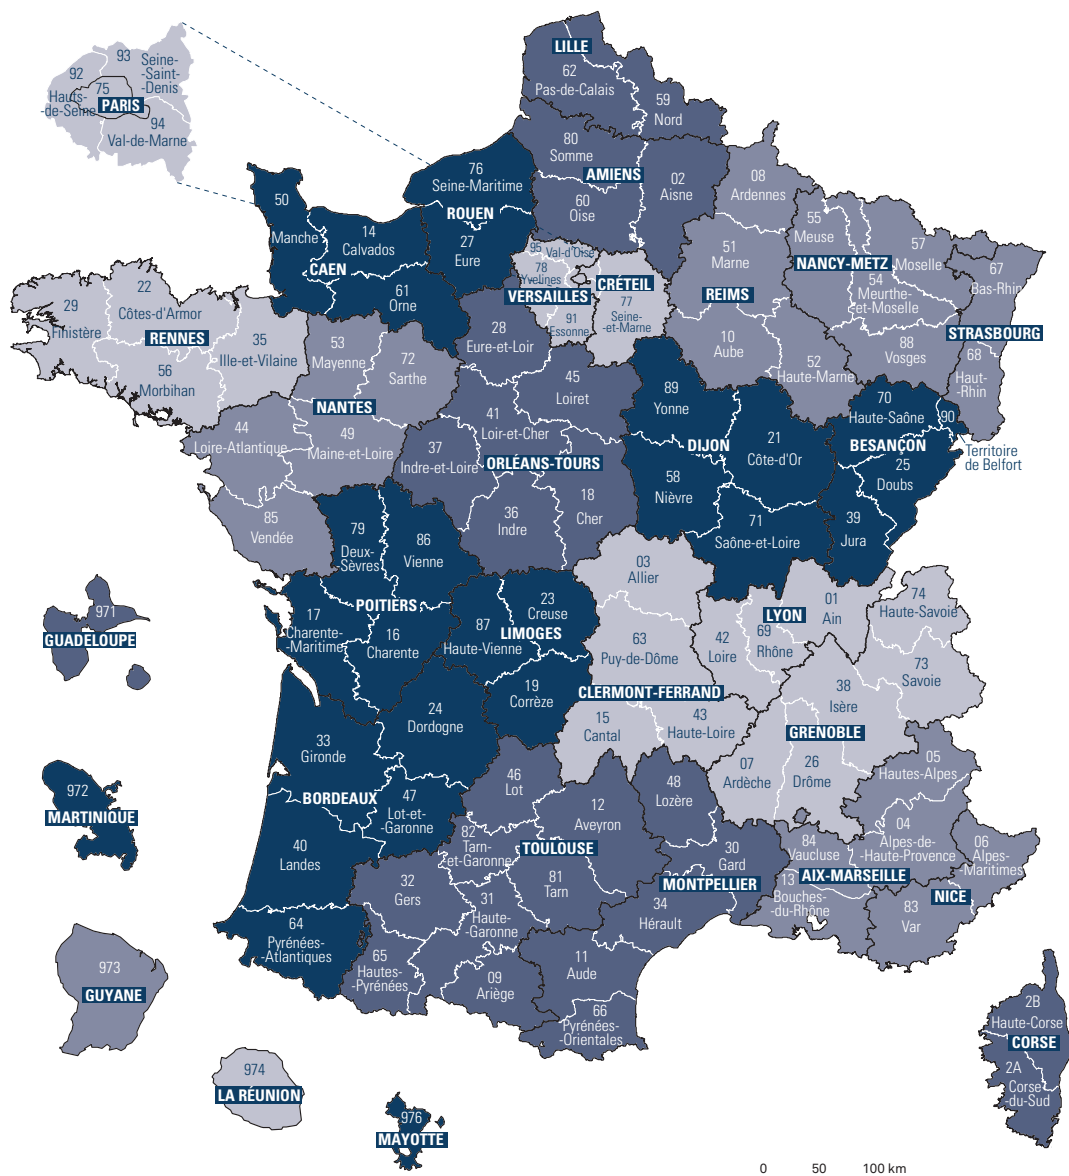 93
Seine-
-Saint-
-Denis
92
Hauts-
-de-Seine
75
PARIS
94
Val-de-Marne
LILLE
62
Pas-de-Calais
59
Nord
80
Somme
AMIENS
60
Oise
02
Aisne
76
Seine-Maritime
ROUEN
27
Eure
50
Manche
14
Calvados
CAEN
61
Orne
08
Ardennes
51
Marne
REIMS
10
Aube
52
Haute-Marne
55
Meuse
57
Moselle
NANCY-METZ
54
Meurthe-
-et-Moselle
88
Vosges
67
Bas-Rhin
STRASBOURG
68
Haut-
-Rhin
95
Val-d'Oise
78
Yvelines
VERSAILLES
91
Essonne
CRÉTEIL
77
Seine-
-et-Marne
29
Finistère
22
Côtes-d'Armor
RENNES
35
Ille-et-Vilaine
56
Morbihan
53
Mayenne
72
Sarthe
NANTES
44
Loire-Atlantique
49
Maine-et-Loire
85
Vendée
28
Eure-et-Loir
45
Loiret
41
Loir-et-Cher
37
Indre-et-Loire
ORLÉANS-TOURS
36
Indre
18
Cher
89
Yonne
DIJON
21
Côte-d'Or
58
Nièvre
71
Saône-et-Loire
70
Haute-Saône
90
BESANÇON
Territoire
de Belfort
25
Doubs
39
Jura
79
Deux-
-Sèvres
86
Vienne
POITIERS
17
Charente-
-Maritime
16
Charente
23
Creuse
87
Haute-Vienne
LIMOGES
19
Corrèze
03
Allier
63
Puy-de-Dôme
CLERMONT-FERRAND
15
Cantal
43
Haute-Loire
LYON
01
Ain
42
Loire
69
Rhône
74
Haute-Savoie
73
Savoie
38
Isère
GRENOBLE
07
Ardèche
26
Drôme
24
Dordogne
33
Gironde
BORDEAUX
47
Lot-et-
-Garonne
40
Landes
64
Pyrénées-
-Atlantiques
46
Lot
12
Aveyron
82
Tarn-
-et-Garonne
TOULOUSE
81
Tarn
32
Gers
31
Haute-
-Garonne
65
Hautes-
-Pyrénées
09
Ariège
48
Lozère
30
Gard
MONTPELLIER
34
Hérault
11
Aude
66
Pyrénées-
-Orientales
05
Hautes-Alpes
04
Alpes-de-
-Haute-Provence
84
Vaucluse
AIX-MARSEILLE
13
Bouches-
-du-Rhône
06
Alpes-
-Maritimes
NICE
83
Var
2B
Haute-Corse
CORSE
2A
Corse-
-du-Sud
971
GUADELOUPE
972
MARTINIQUE
973
GUYANE
974
LA RÉUNION
976
MAYOTTE
0 50 100 km